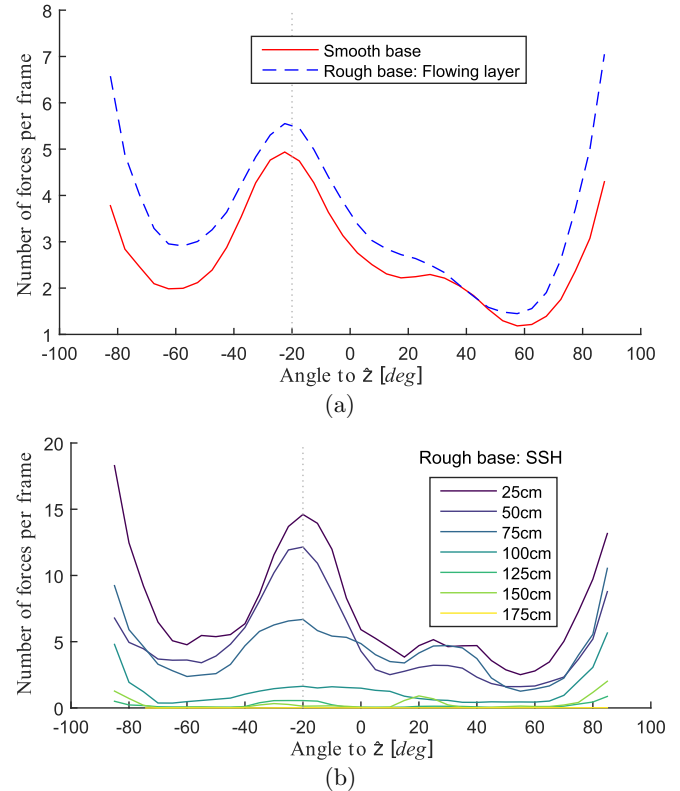 8
7
6
5
4
3
2
1
Number of forces per frame
Smooth base
Rough base: Flowing layer
-100 -80 -60 -40 -20 0 20 40 60 80 100
Angle to ẑ [deg]
(a)
20
15
10
5
0
Number of forces per frame
Rough base: SSH
25cm
50cm
75cm
100cm
125cm
150cm
175cm
-100 -80 -60 -40 -20 0 20 40 60 80 100
Angle to ẑ [deg]
(b)